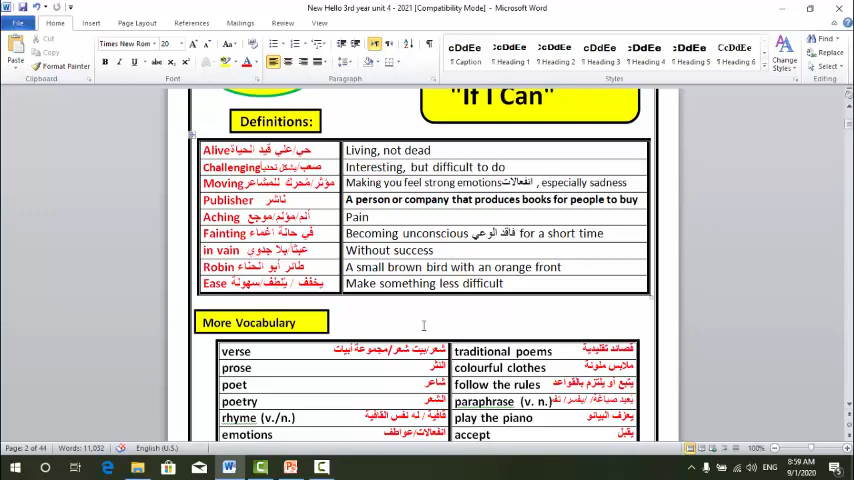 New Hello 3rd year unit 4 - 2021 [Compatibility Mode] - Microsoft Word
File Home Insert Page Layout References Mailings Review View Acrobat
Cut
Copy
Format Painter
Paste
Times New Rom 20
Caption Heading 1 Heading 2 Heading 3 Heading 4 Heading 5 Heading 6
Change Styles
Find
Replace
Select
Clipboard Font Paragraph Styles Editing
"If I Can"
Definitions:
Alive حي/علي قيد الحياة Living, not dead
Challenging صعب/يشكل تحديا Interesting, but difficult to do
Moving مؤثر/محرك للمشاعر Making you feel strong emotions انفعالات , especially sadness
Publisher ناشر A person or company that produces books for people to buy
Aching ألم/مؤلم/موجع Pain
Fainting في حالة اغماء Becoming unconscious فاقد الوعي for a short time
in vain عبثا/بلا جدوي Without success
Robin طائر أبو الحناء A small brown bird with an orange front
Ease يخفف / يلطف/سهولة Make something less difficult
More Vocabulary
verse شعر/بيت شعر/مجموعة أبيات traditional poems قصائد تقليدية
prose النثر colourful clothes ملابس ملونة
poet شاعر follow the rules يتبع أو يلتزم بالقواعد
poetry الشعر paraphrase (v. n.) يعيد صياغة/ /يفسر/
rhyme (v./n.) قافية / له نفس القافية play the piano يعزف البيانو
emotions انفعالات/عواطف accept يقبل
Page: 2 of 44 Words: 11,032 English (U.S.) 100%
ENG 8:59 AM
9/1/2020